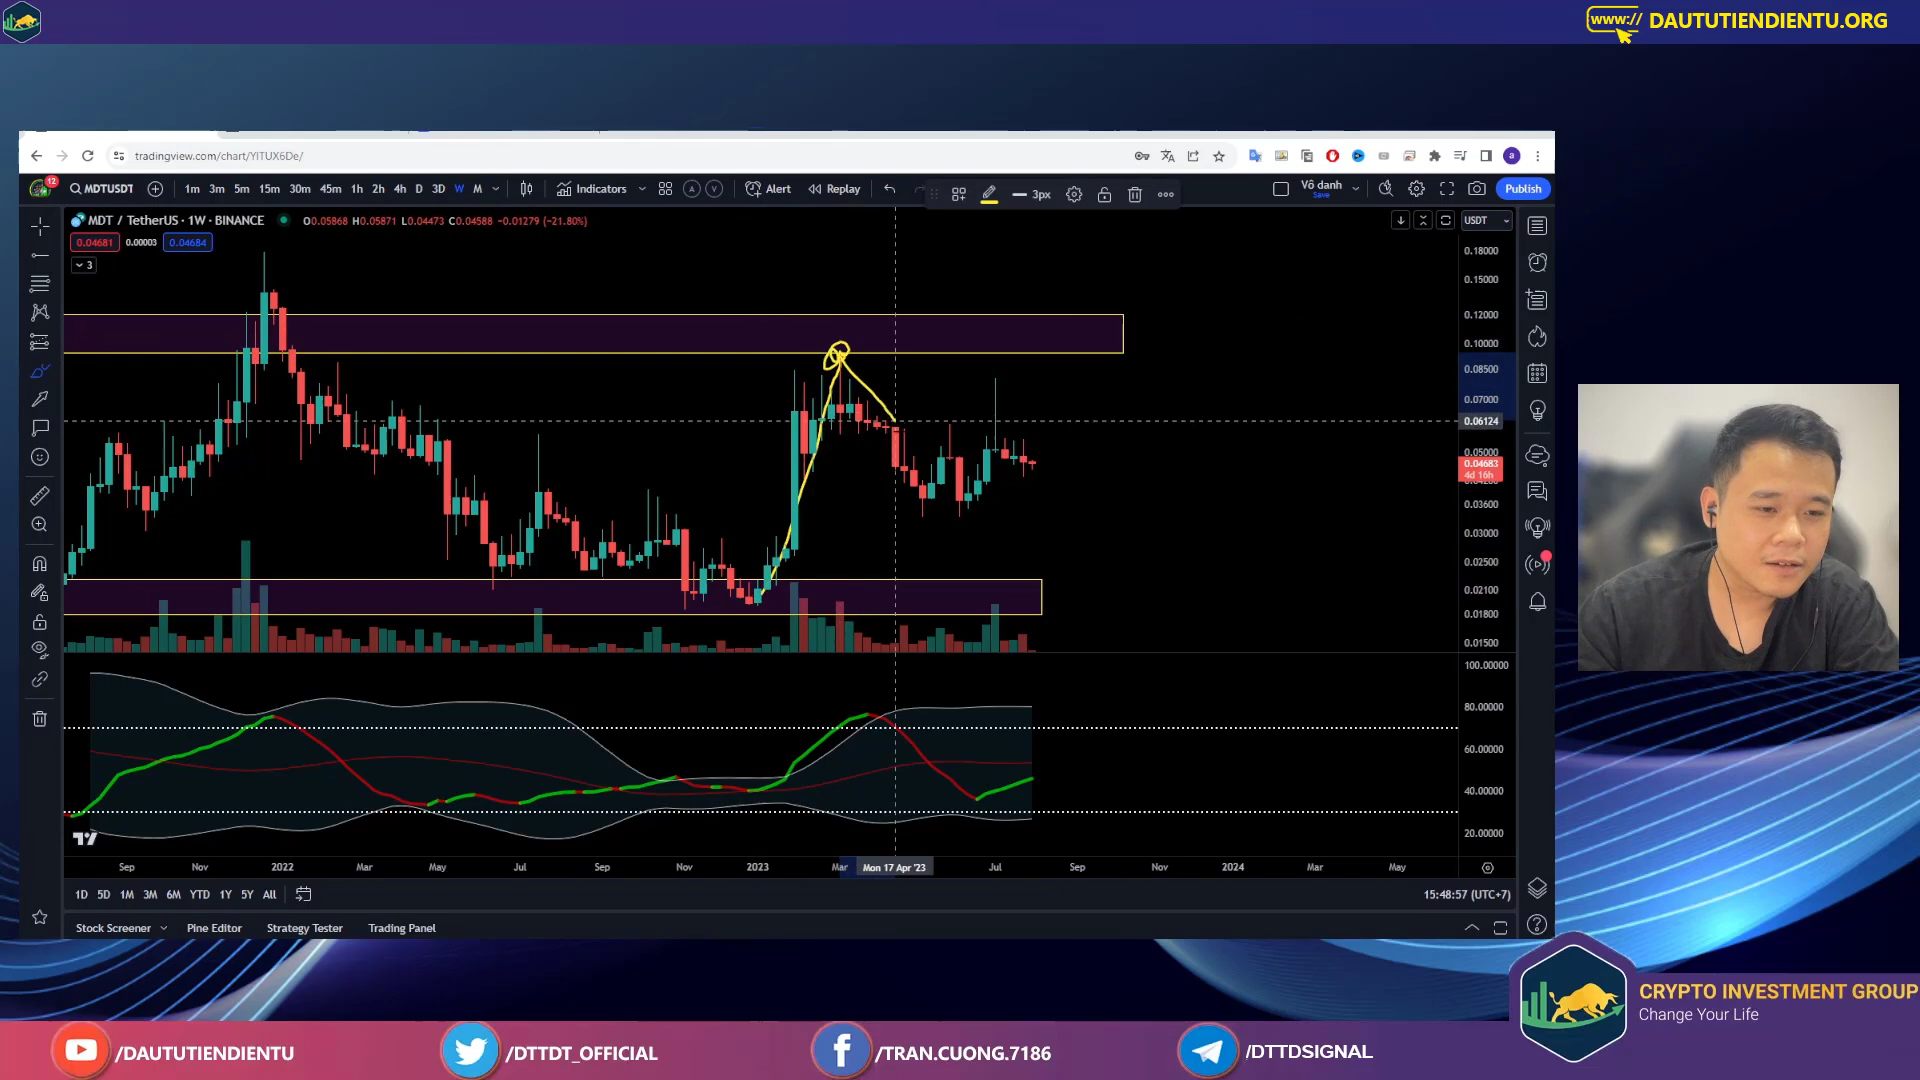 www:// DAUTUTIENDIENTU.ORG
tradingview.com/chart/YlTUX6De/
12 MDTUSDT 1m 3m 5m 15m 30m 45m 1h 2h 4h D 3D W M Indicators A V Alert Replay 3px Vô danh Save Publish
MDT / TetherUS · 1W · BINANCE O0.05868 H0.05871 L0.04473 C0.04588 −0.01279 (−21.80%) USDT
0.04681 0.00003 0.04684
3
0.18000
0.15000
0.12000
0.10000
0.08500
0.07000
0.06124
0.05000
0.04683
4d 16h
0.03600
0.03000
0.02500
0.02100
0.01800
0.01500
100.00000
80.00000
60.00000
40.00000
20.00000
Sep Nov 2022 Mar May Jul Sep Nov 2023 Mar Mon 17 Apr '23 Jul Sep Nov 2024 Mar May
1D 5D 1M 3M 6M YTD 1Y 5Y All 15:48:57 (UTC+7)
Stock Screener Pine Editor Strategy Tester Trading Panel
CRYPTO INVESTMENT GROUP
Change Your Life
/DAUTUTIENDIENTU /DTTDT_OFFICIAL /TRAN.CUONG.7186 /DTTDSIGNAL